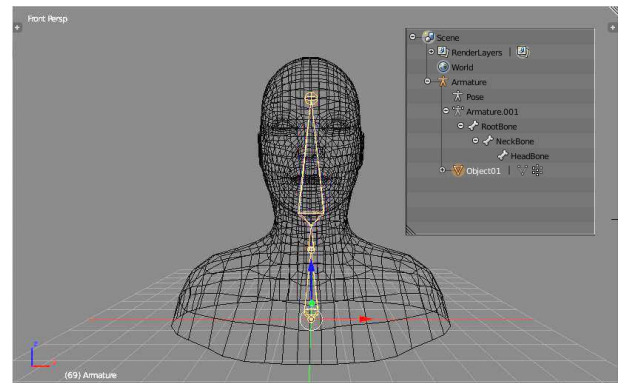 Front Persp
Scene
RenderLayers |
World
Armature
Pose
Armature.001
RootBone
NeckBone
HeadBone
Object01 |
z
x
(69) Armature